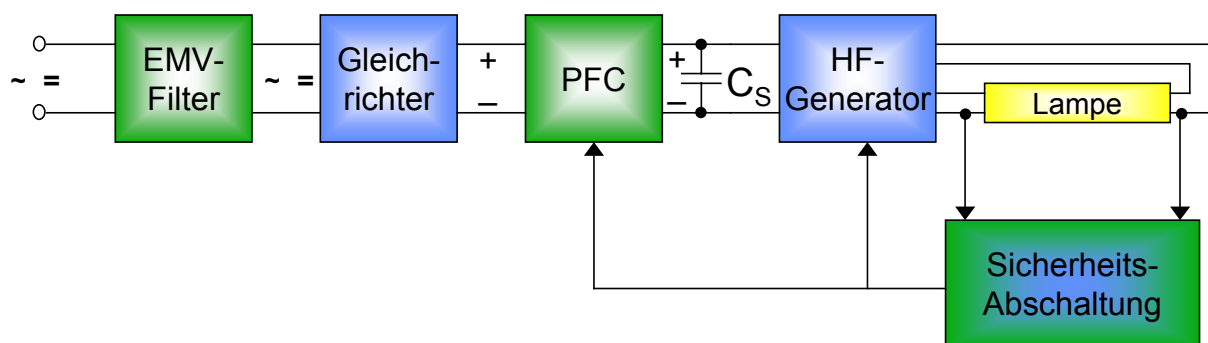 ~ =
EMV-
Filter
~ =
Gleich-
richter
+
–
PFC
+
–
CS
HF-
Generator
Lampe
Sicherheits-
Abschaltung